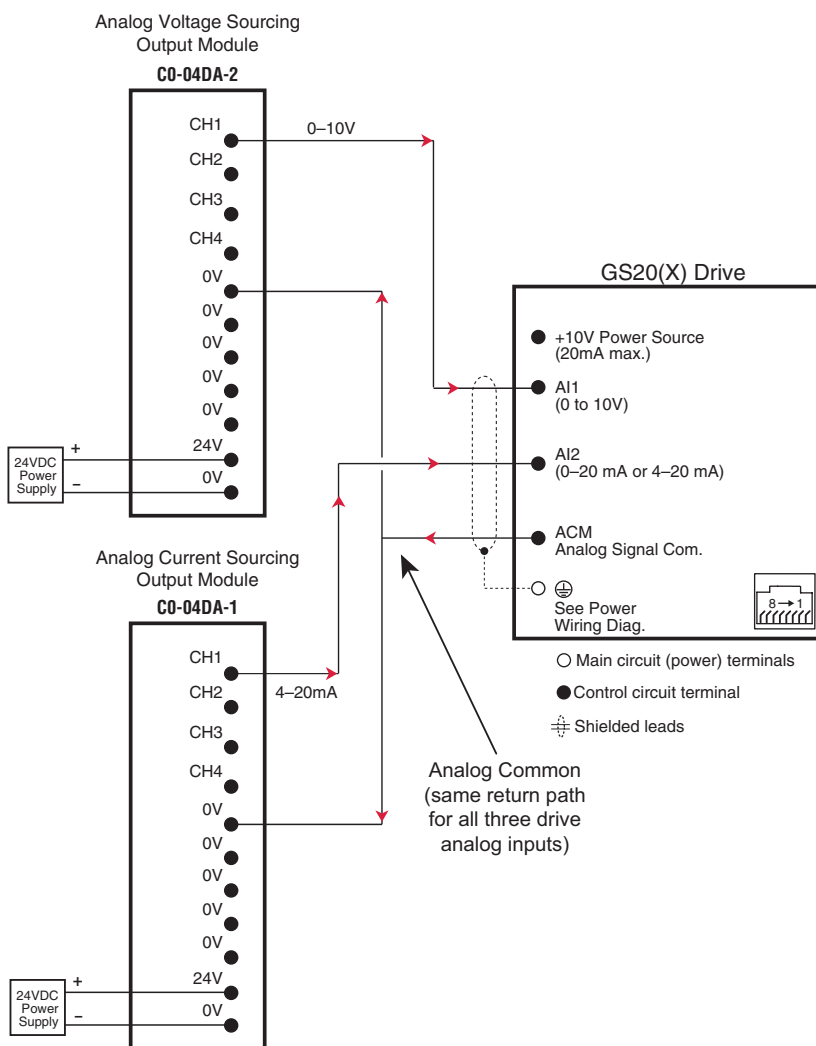 Analog Voltage Sourcing
Output Module
C0-04DA-2
CH1
0–10V
CH2
CH3
CH4
0V
0V
0V
0V
0V
24V
0V
+
–
24VDC
Power
Supply
GS20(X) Drive
+10V Power Source
(20mA max.)
AI1
(0 to 10V)
AI2
(0–20 mA or 4–20 mA)
ACM
Analog Signal Com.
See Power
Wiring Diag.
8→1
Main circuit (power) terminals
Control circuit terminal
Shielded leads
Analog Current Sourcing
Output Module
C0-04DA-1
CH1
4–20mA
CH2
CH3
CH4
0V
0V
0V
0V
0V
24V
0V
+
–
24VDC
Power
Supply
Analog Common
(same return path
for all three drive
analog inputs)